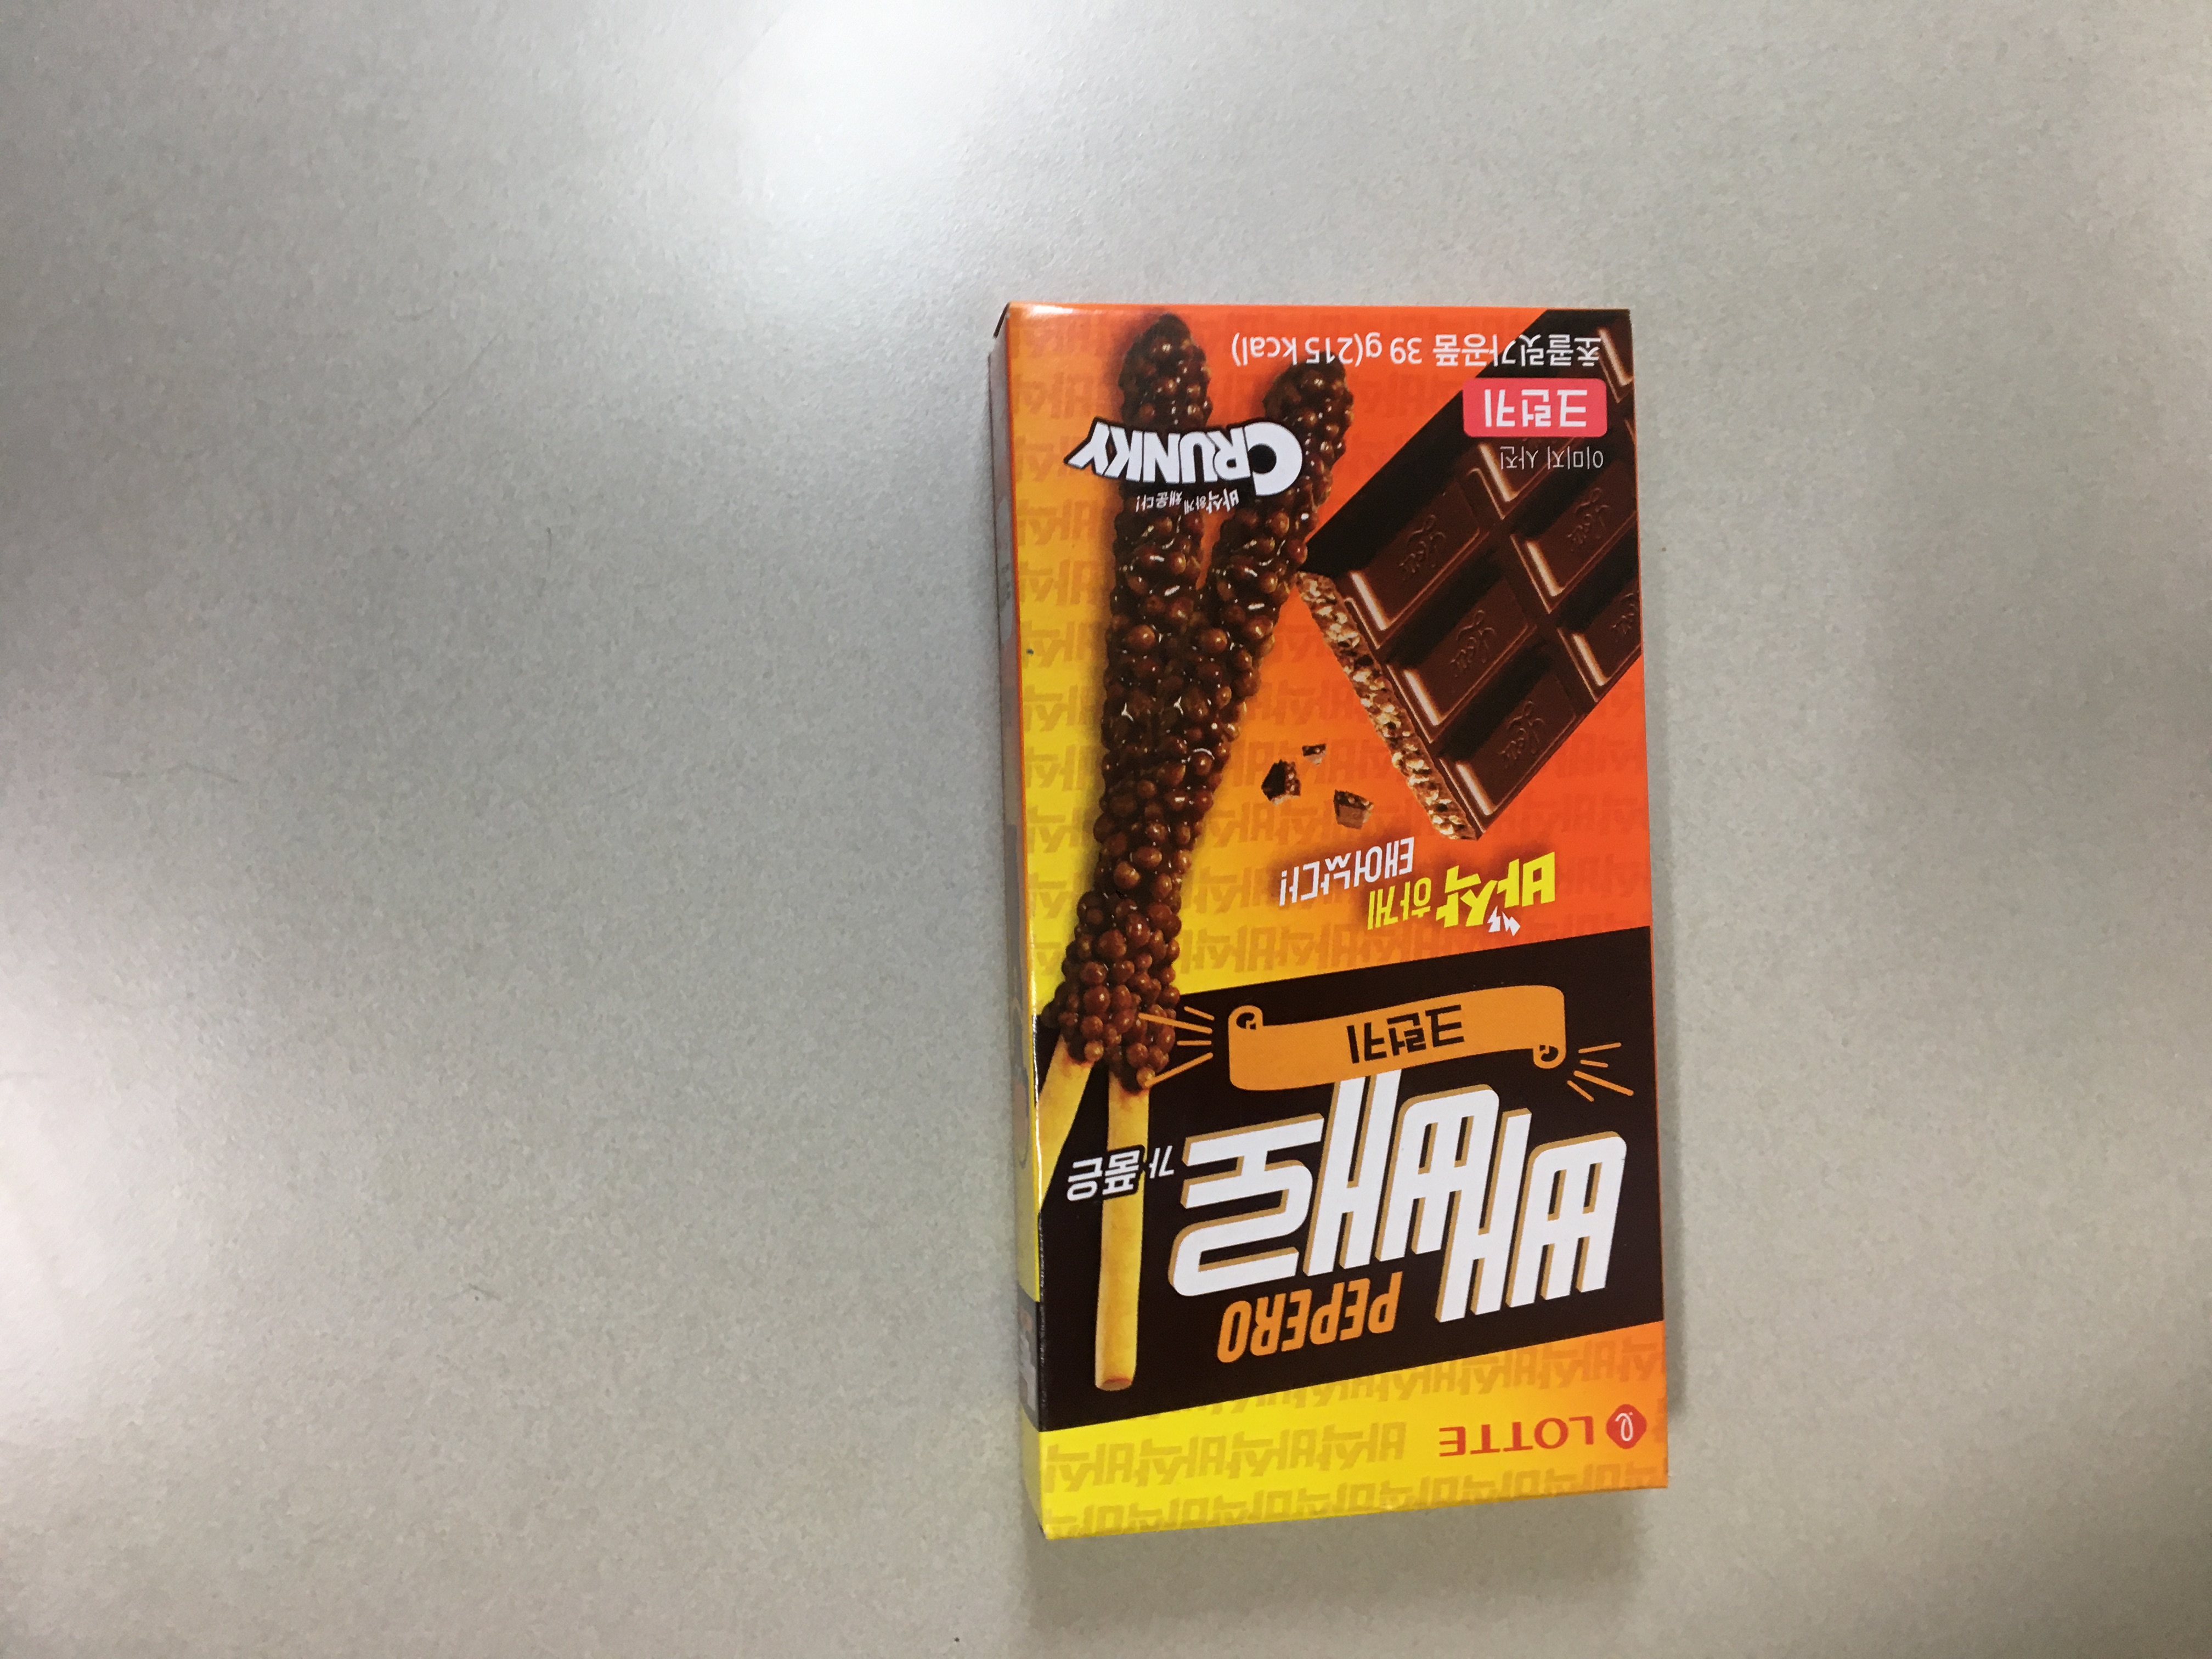 LOTTE
PEPERO
빼빼로
가 품은
크런키
바삭하게
태어났다!
바삭하게 채운다!
CRUNKY
이미지 사진
크런키
초콜릿가공품 39 g(215 kcal)